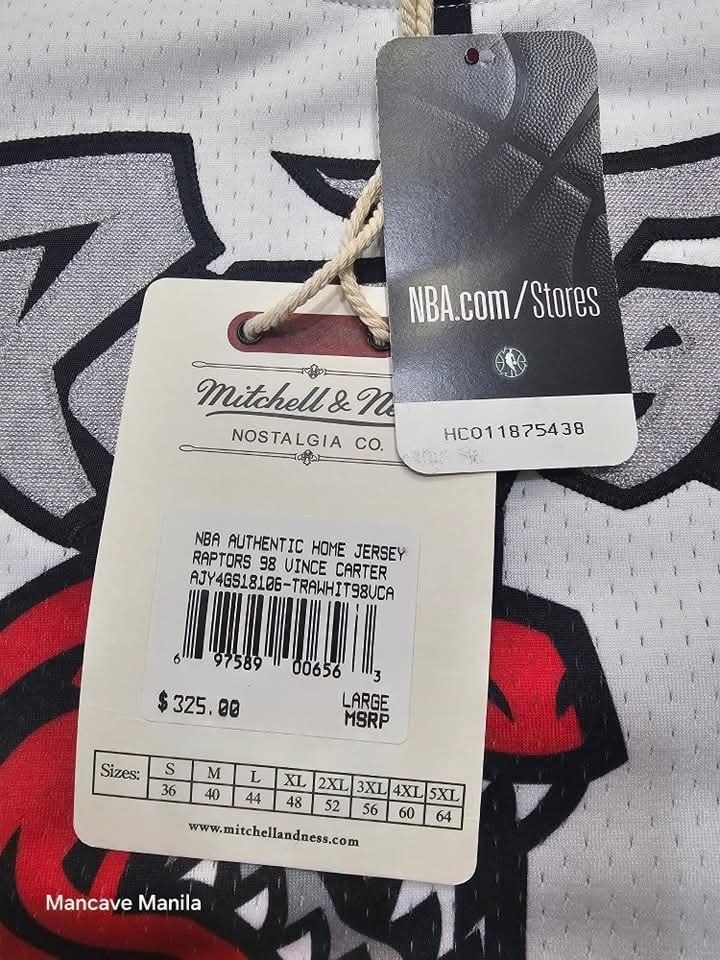 NBA.com/Stores
HC011875438
Mitchell &
NOSTALGIA CO.
NBA AUTHENTIC HOME JERSEY
RAPTORS 98 VINCE CARTER
AJY4GS18106-TRAWHIT98VCA
6 97589 00656 3
$325.00
LARGE
MSRP
Sizes: S M L XL 2XL 3XL 4XL 5XL
36 40 44 48 52 56 60 64
www.mitchellandness.com
Mancave Manila